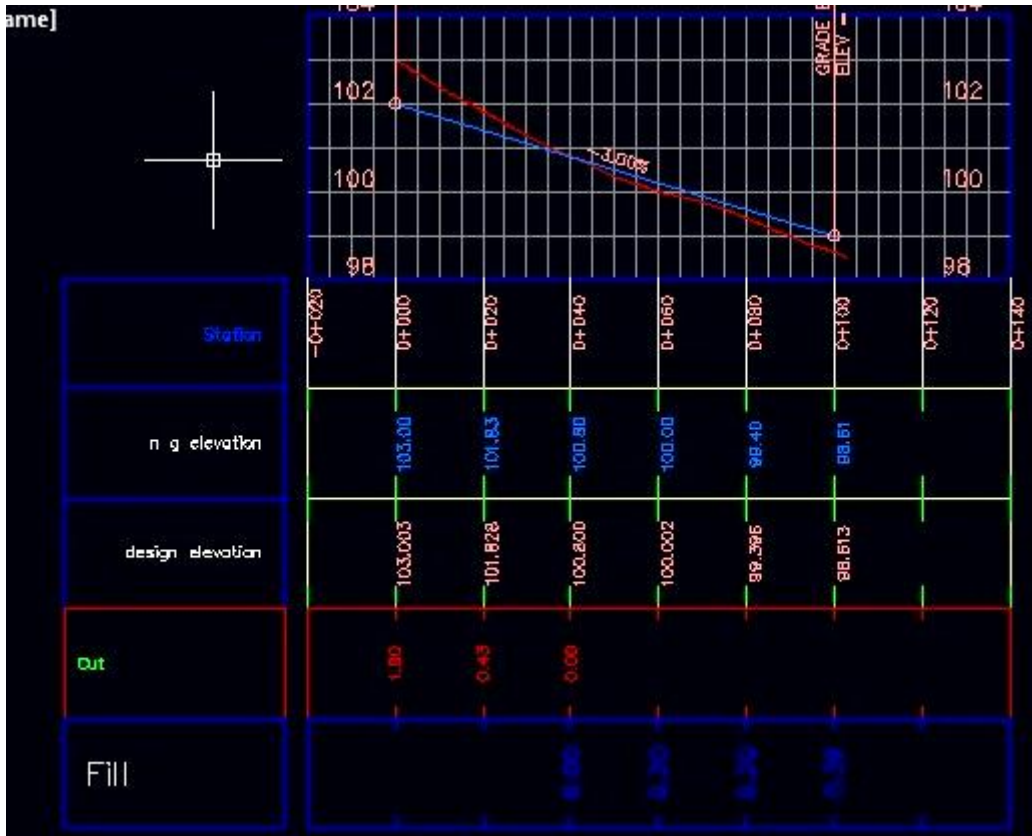 ame]
104
GRADE
ELEV -
102 102
-3.00%
100 100
98 98
Station
-0+020 0+000 0+020 0+040 0+060 0+080 0+100 0+120 0+140
n g elevation
103.00 101.83 100.80 100.00 99.40 98.61
design elevation
103.003 101.828 100.800 100.002 99.396 98.613
Cut
0.43 0.00
Fill